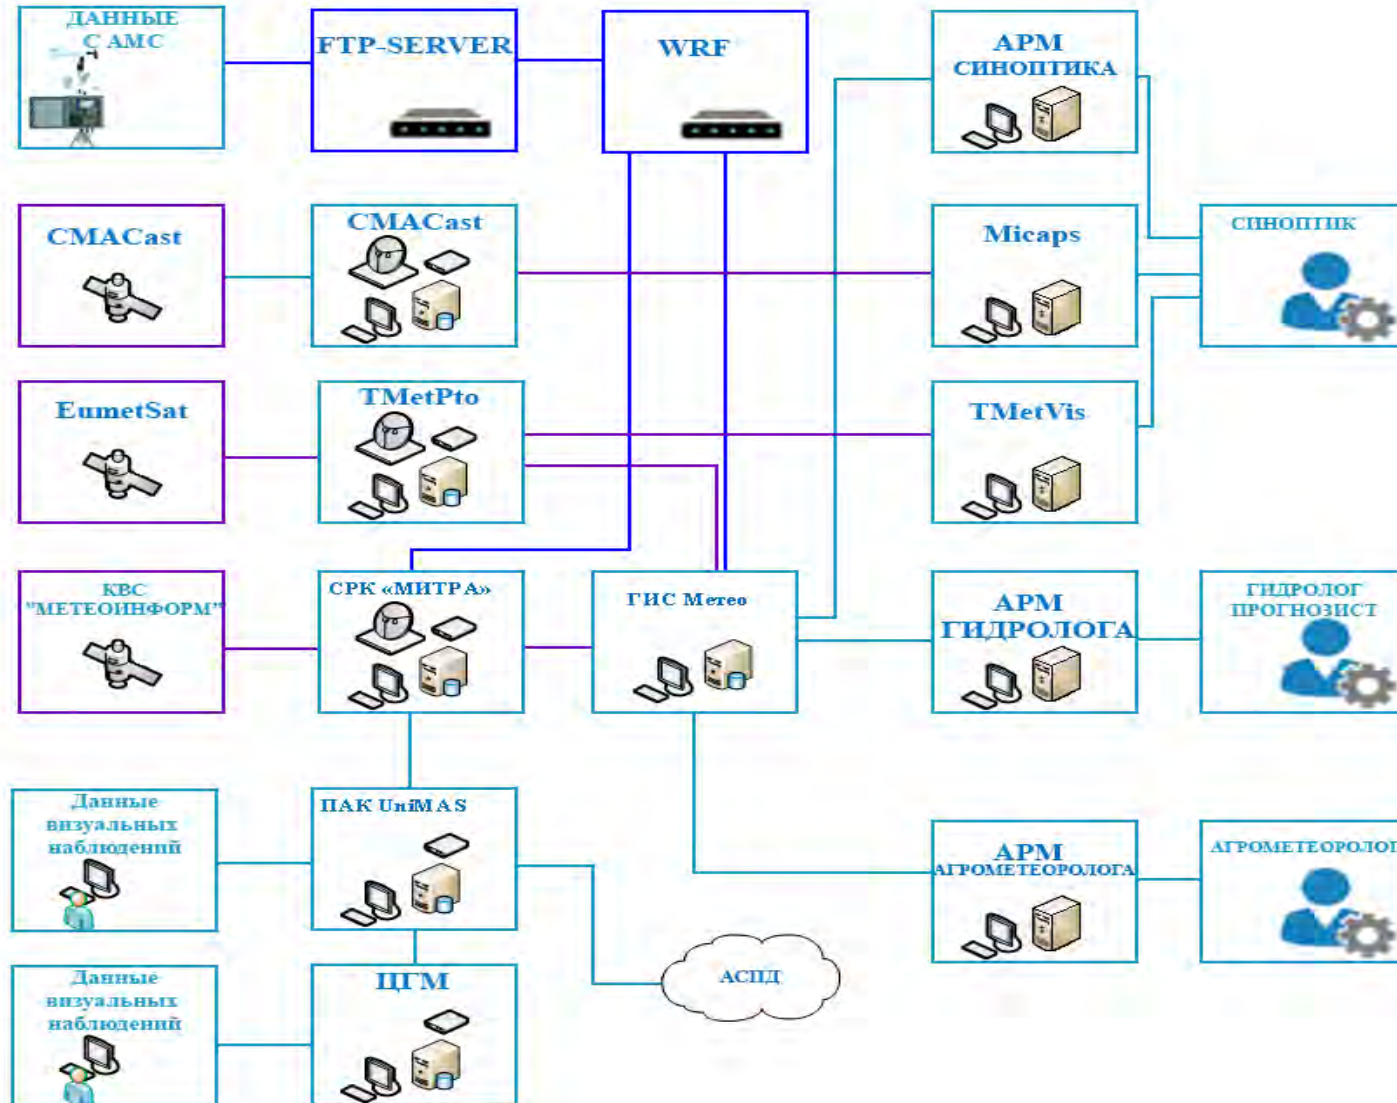 ДАННЫЕ
С АМС
FTP-SERVER
WRF
АРМ
СИНОПТИКА
CMACast
CMACast
Micaps
СИНОПТИК
EumetSat
TMetPto
TMetVis
КВС
"МЕТЕОИНФОРМ"
СРК «МИТРА»
ГИС Метео
АРМ
ГИДРОЛОГА
ГИДРОЛОГ
ПРОГНОЗИСТ
Данные
визуальных
наблюдений
ПАК UniMAS
АРМ
АГРОМЕТЕОРОЛОГА
АГРОМЕТЕОРОЛОГ
Данные
визуальных
наблюдений
ЦГМ
АСПД